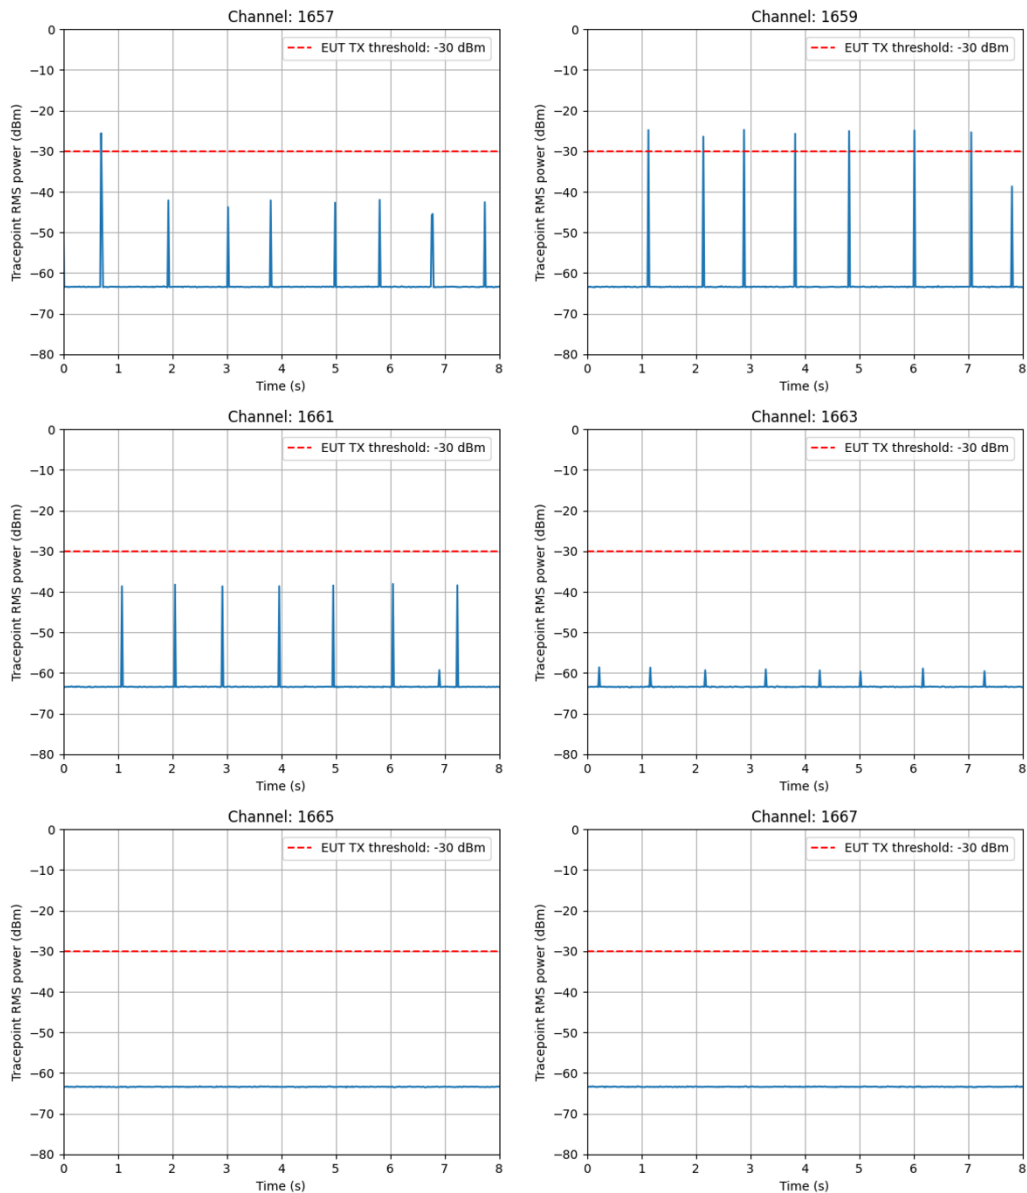 Channel: 1657
Tracepoint RMS power (dBm)
0
−10
−20
−30
−40
−50
−60
−70
−80
EUT TX threshold: -30 dBm
0 1 2 3 4 5 6 7 8
Time (s)
Channel: 1659
Tracepoint RMS power (dBm)
0
−10
−20
−30
−40
−50
−60
−70
−80
EUT TX threshold: -30 dBm
0 1 2 3 4 5 6 7 8
Time (s)
Channel: 1661
Tracepoint RMS power (dBm)
0
−10
−20
−30
−40
−50
−60
−70
−80
EUT TX threshold: -30 dBm
0 1 2 3 4 5 6 7 8
Time (s)
Channel: 1663
Tracepoint RMS power (dBm)
0
−10
−20
−30
−40
−50
−60
−70
−80
EUT TX threshold: -30 dBm
0 1 2 3 4 5 6 7 8
Time (s)
Channel: 1665
Tracepoint RMS power (dBm)
0
−10
−20
−30
−40
−50
−60
−70
−80
EUT TX threshold: -30 dBm
0 1 2 3 4 5 6 7 8
Time (s)
Channel: 1667
Tracepoint RMS power (dBm)
0
−10
−20
−30
−40
−50
−60
−70
−80
EUT TX threshold: -30 dBm
0 1 2 3 4 5 6 7 8
Time (s)